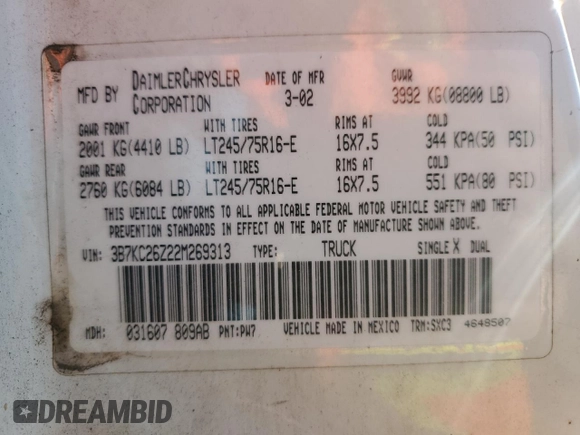 MFD BY DAIMLERCHRYSLER CORPORATION DATE OF MFR 3-02 GVWR 3992 KG(08800 LB)
GAWR FRONT WITH TIRES RIMS AT COLD
2001 KG(4410 LB) LT245/75R16-E 16X7.5 344 KPA(50 PSI)
GAWR REAR WITH TIRES RIMS AT COLD
2760 KG(6084 LB) LT245/75R16-E 16X7.5 551 KPA(80 PSI)
THIS VEHICLE CONFORMS TO ALL APPLICABLE FEDERAL MOTOR VEHICLE SAFETY AND THEFT
PREVENTION STANDARDS IN EFFECT ON THE DATE OF MANUFACTURE SHOWN ABOVE.
VIN: 3B7KC26Z22M269313 TYPE: TRUCK SINGLE X DUAL
MDH: 031607 809AB PNT:PW7 VEHICLE MADE IN MEXICO TRM:SXC3 4648507
DREAMBID